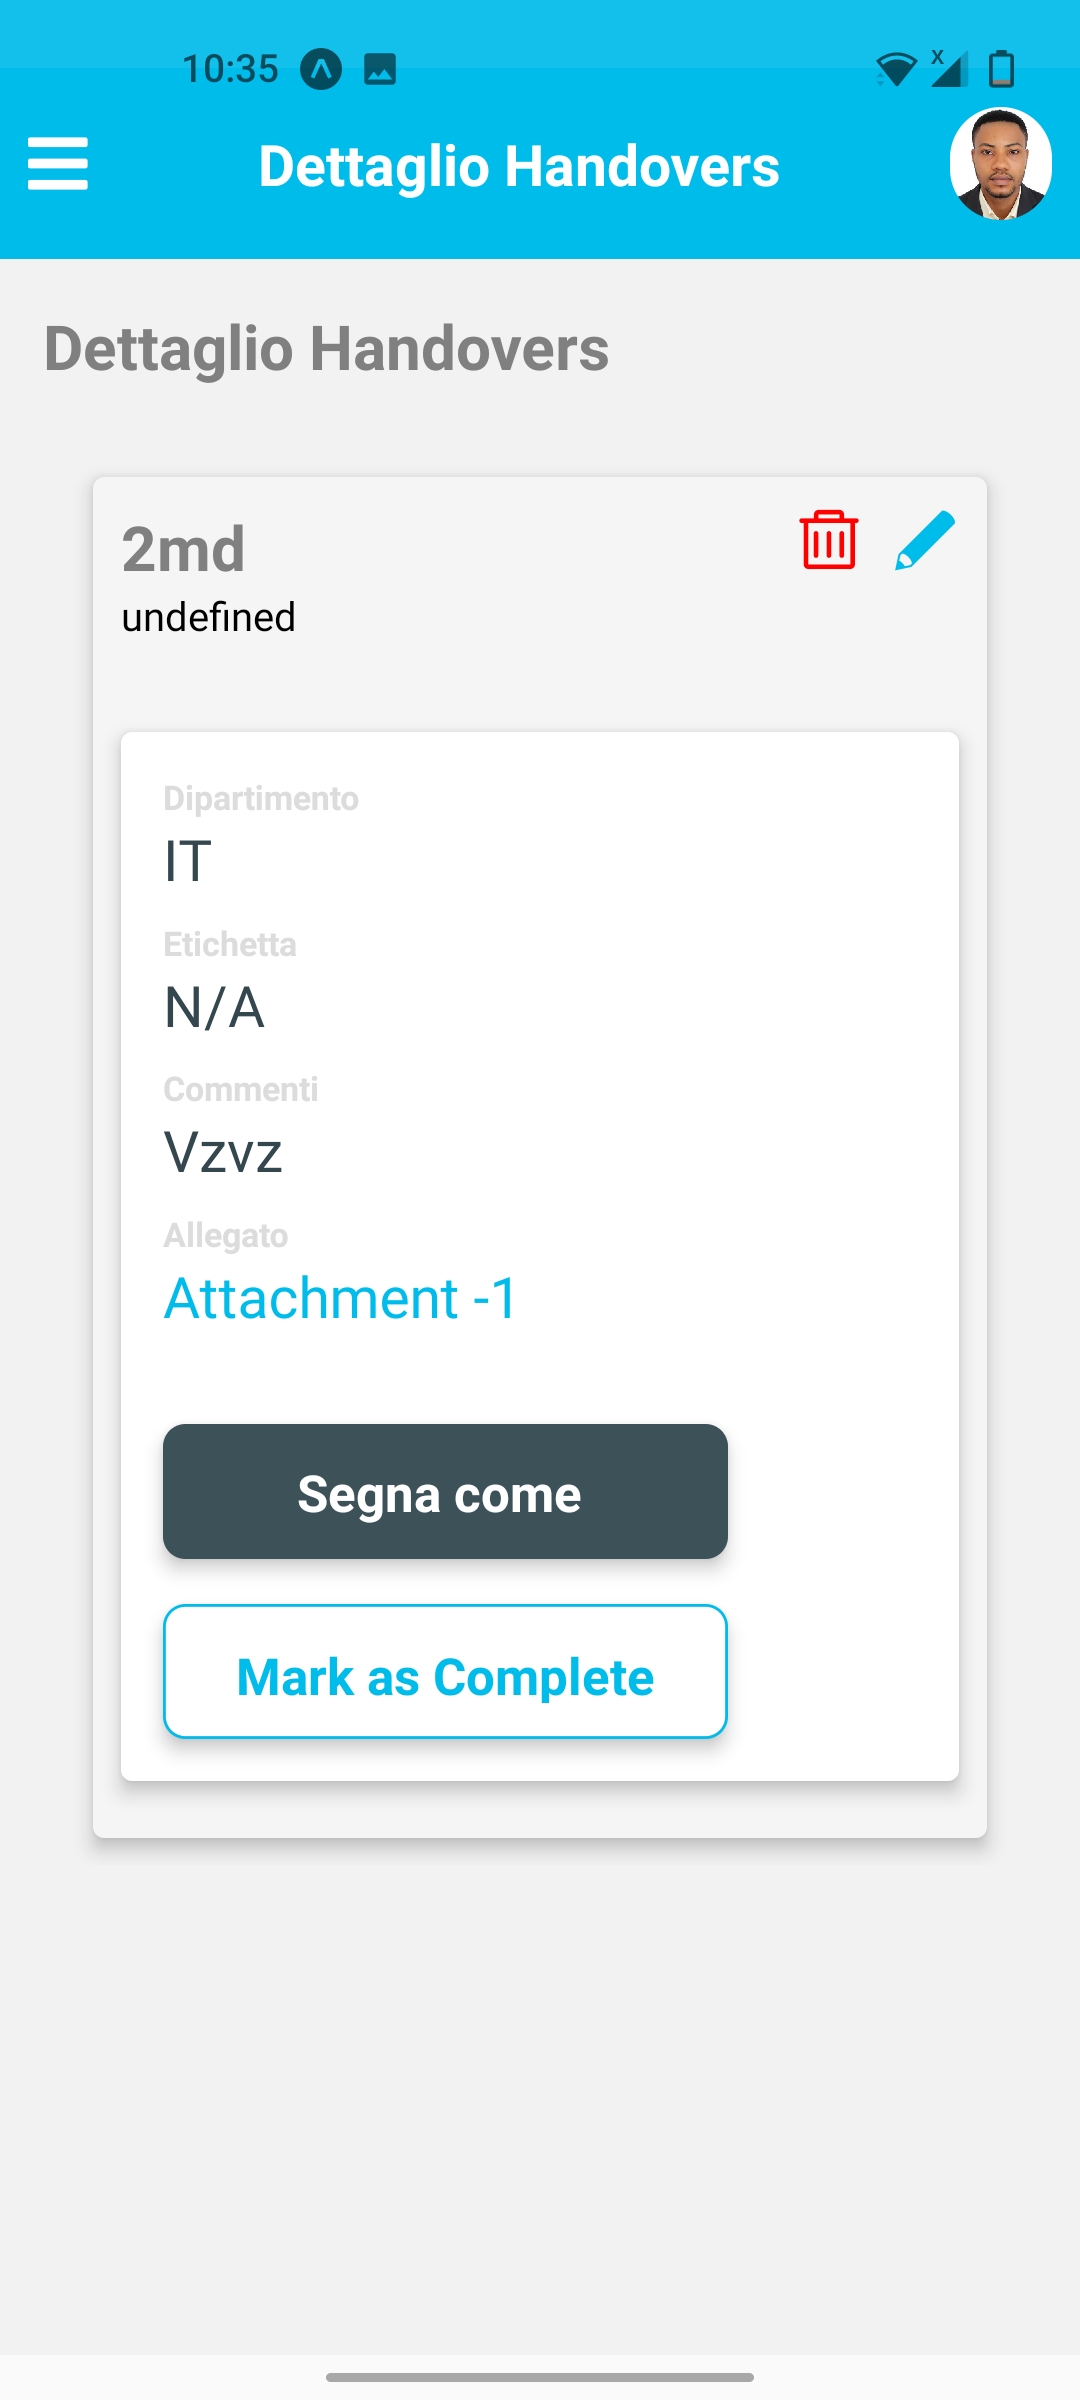 10:35
Dettaglio Handovers
Dettaglio Handovers
2md
undefined
Dipartimento
IT
Etichetta
N/A
Commenti
Vzvz
Allegato
Attachment -1
Segna come
Mark as Complete